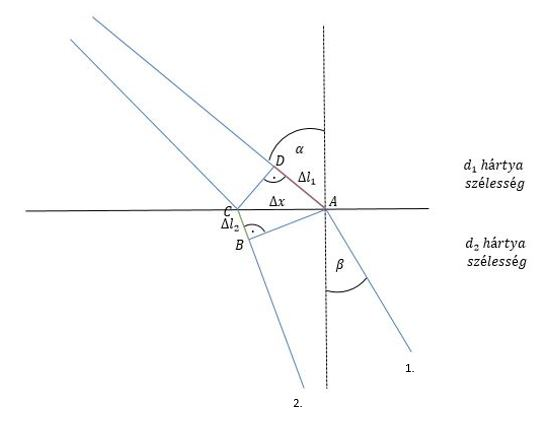 α
D
Δl₁
d₁ hártya
szélesség
C
Δx
A
Δl₂
B
d₂ hártya
szélesség
β
1.
2.